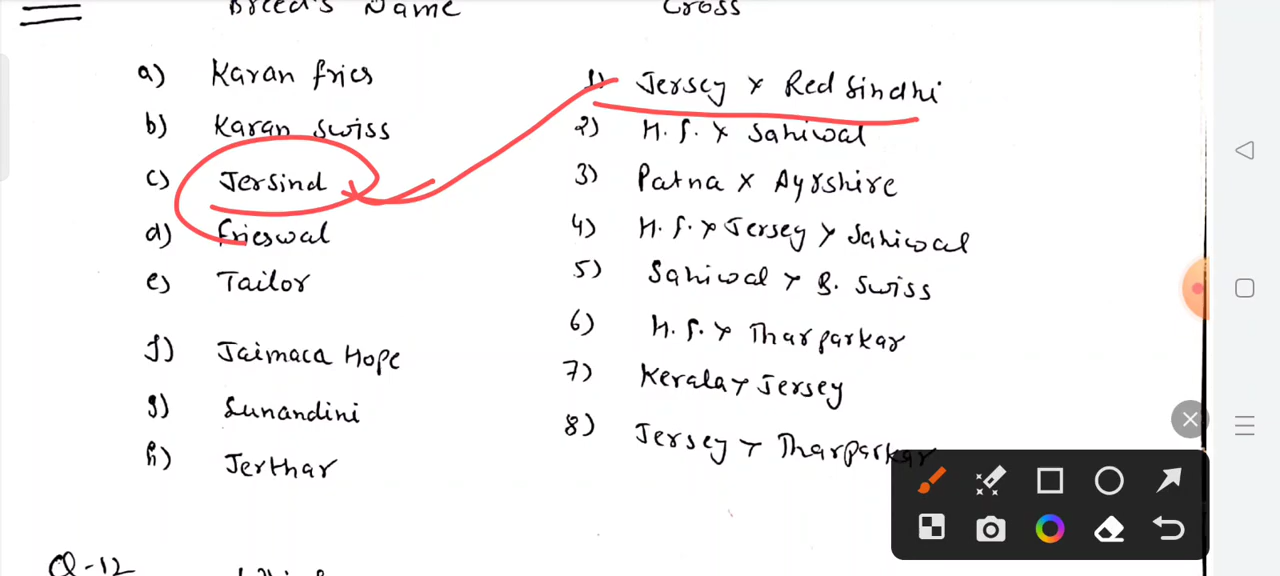 Breed's Name Cross
a) Karan fries 1) Jersey x Red Sindhi
b) Karan Swiss 2) H.F. x Sahiwal
c) Jersind 3) Patna x Ayrshire
d) frieswal 4) H.F. x Jersey x Sahiwal
e) Tailor 5) Sahiwal x B. Swiss
f) Jaimaca Hope 6) H.F. x Tharparkar
g) Sunandini 7) Kerala x Jersey
h) Jerthar 8) Jersey x Tharparkar
Q-12